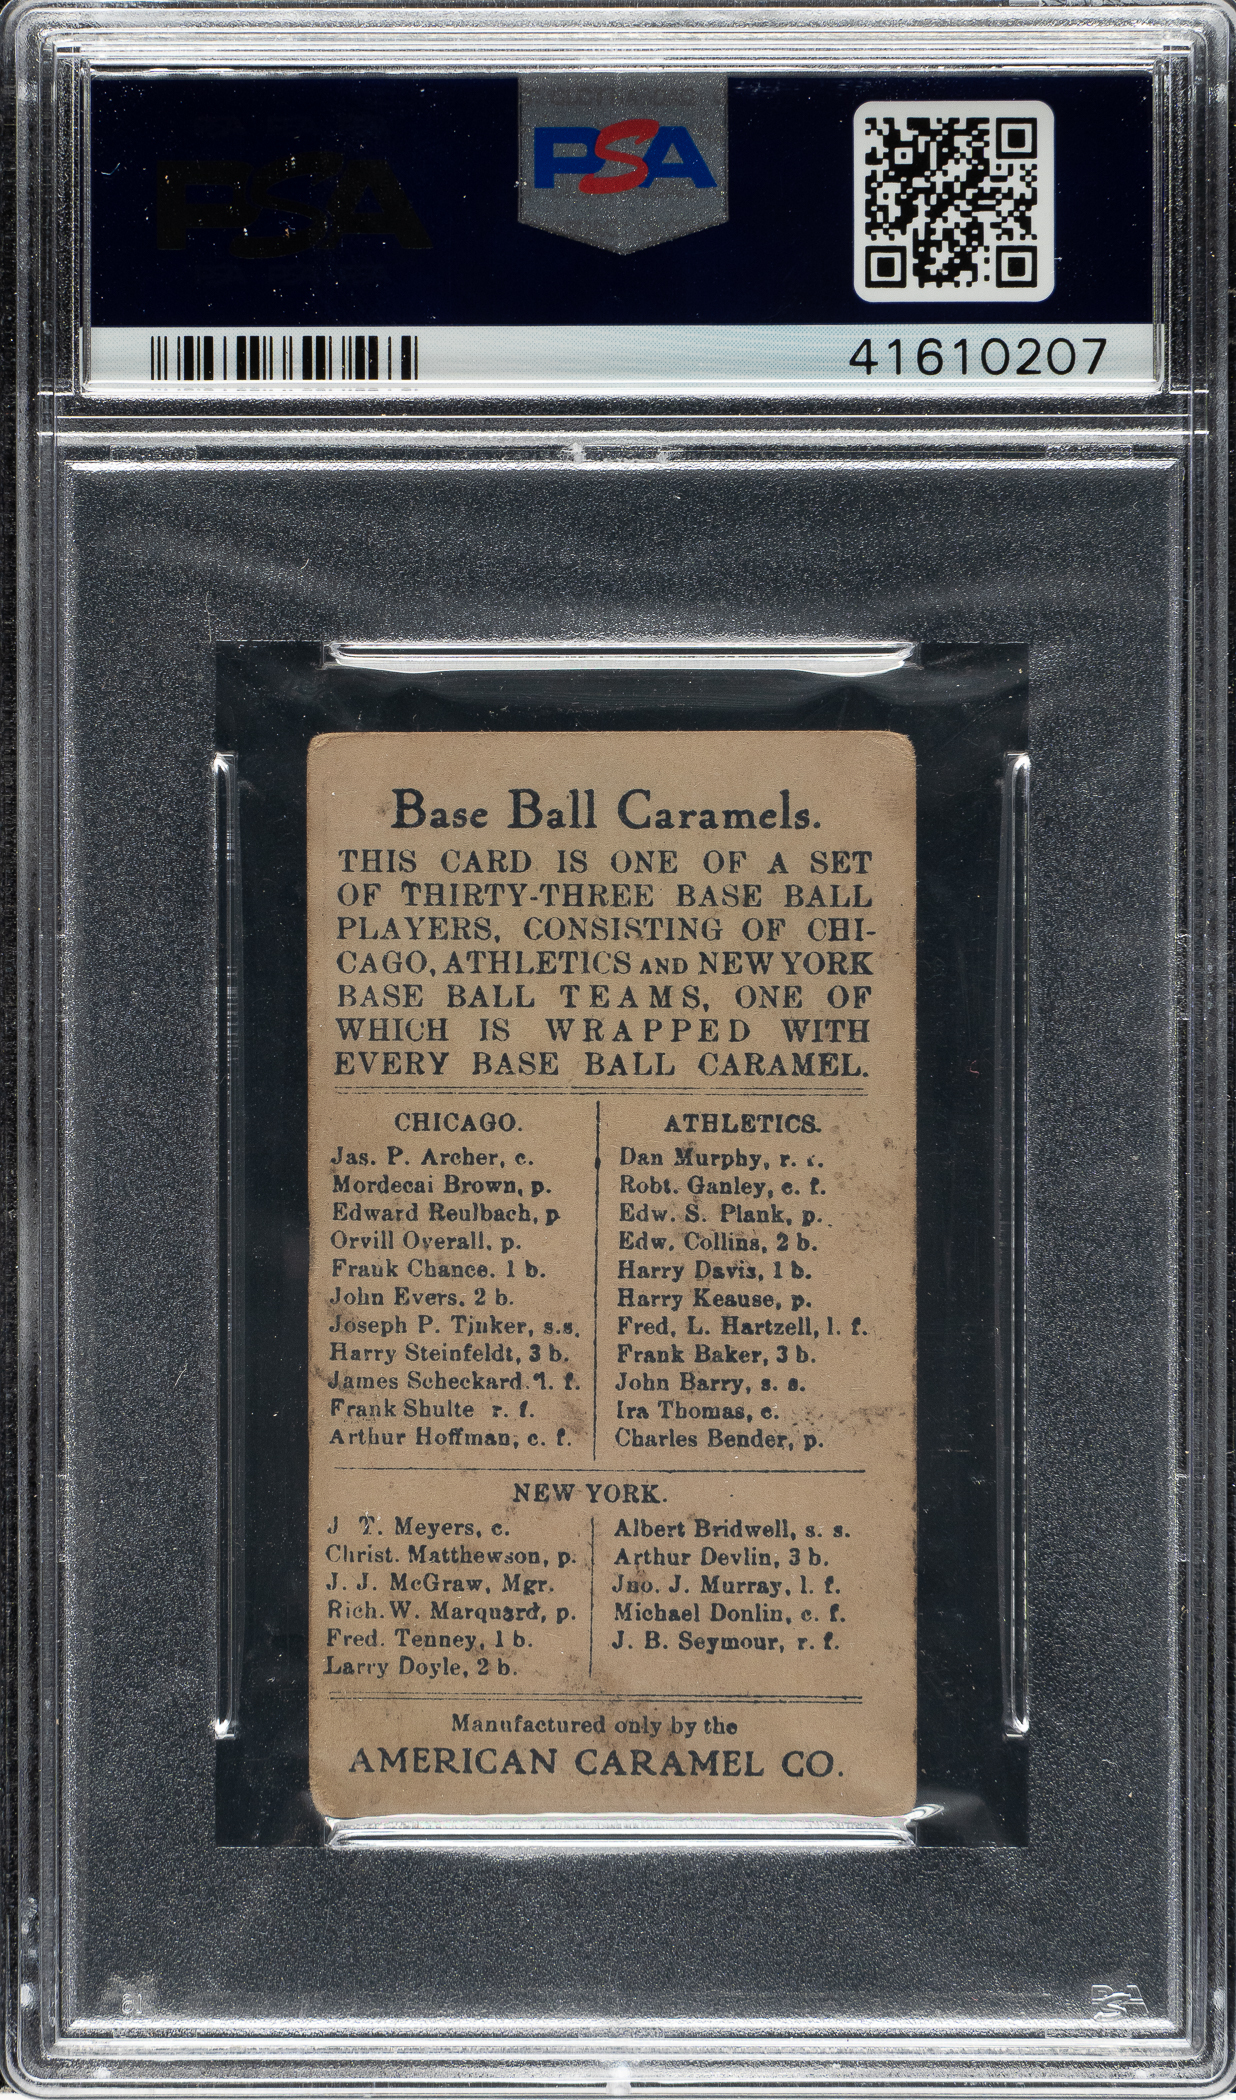 PSA
PSA
41610207
Base Ball Caramels.
THIS CARD IS ONE OF A SET
OF THIRTY-THREE BASE BALL
PLAYERS, CONSISTING OF CHI-
CAGO, ATHLETICS AND NEW YORK
BASE BALL TEAMS, ONE OF
WHICH IS WRAPPED WITH
EVERY BASE BALL CARAMEL.
CHICAGO.
Jas. P. Archer, c.
Mordecai Brown, p.
Edward Reulbach, p
Orvill Overall, p.
Frank Chance. 1 b.
John Evers. 2 b.
Joseph P. Tinker, s.s.
Harry Steinfeldt, 3 b.
James Scheckard. l. f.
Frank Shulte r. f.
Arthur Hoffman, c. f.
ATHLETICS.
Dan Murphy, r.
Robt. Ganley, c. f.
Edw. S. Plank, p.
Edw. Collins, 2 b.
Harry Davis, 1 b.
Harry Keause, p.
Fred. L. Hartzell, l. f.
Frank Baker, 3 b.
John Barry, s. s.
Ira Thomas, c.
Charles Bender, p.
NEW YORK.
J T. Meyers, c.
Christ. Matthewson, p.
J. J. McGraw, Mgr.
Rich. W. Marquard, p.
Fred. Tenney, 1 b.
Larry Doyle, 2 b.
Albert Bridwell, s. s.
Arthur Devlin, 3 b.
Jno. J. Murray, l. f.
Michael Donlin, c. f.
J. B. Seymour, r. f.
Manufactured only by the
AMERICAN CARAMEL CO.
61
PSA